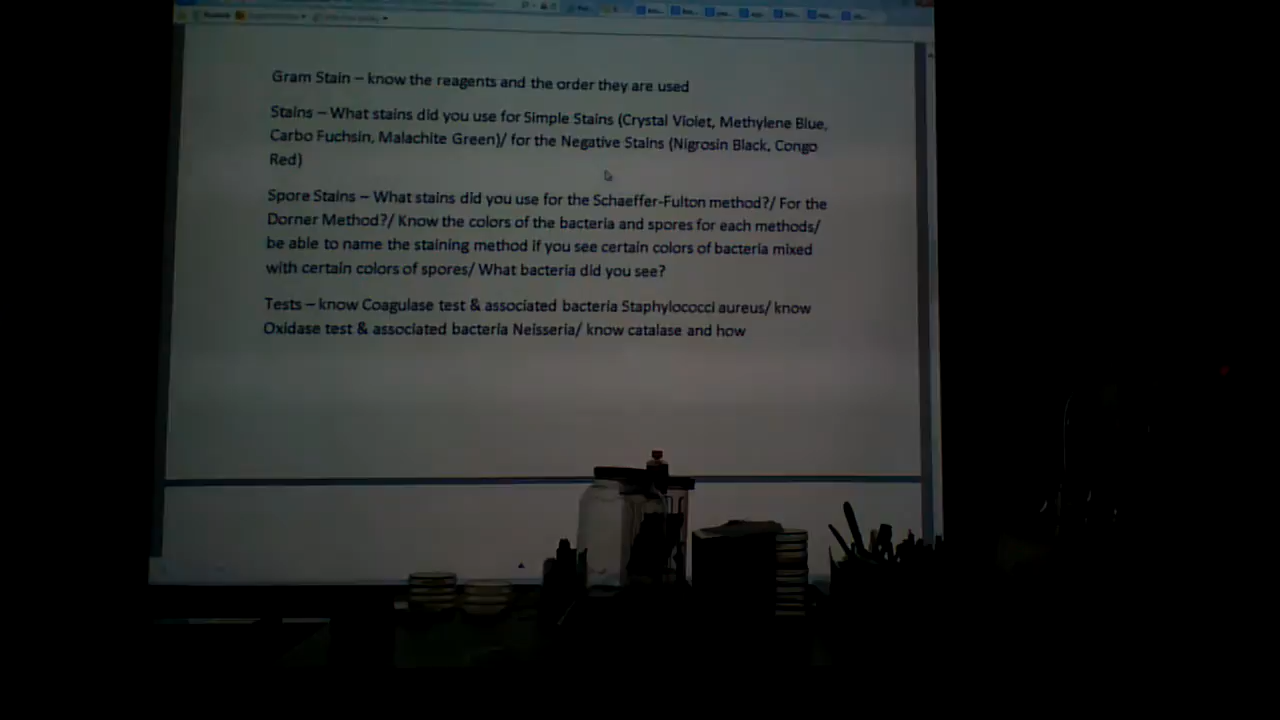 Gram Stain – know the reagents and the order they are used
Stains – What stains did you use for Simple Stains (Crystal Violet, Methylene Blue,
Carbo Fuchsin, Malachite Green)/ for the Negative Stains (Nigrosin Black, Congo
Red)
Spore Stains – What stains did you use for the Schaeffer-Fulton method?/ For the
Dorner Method?/ Know the colors of the bacteria and spores for each methods/
be able to name the staining method if you see certain colors of bacteria mixed
with certain colors of spores/ What bacteria did you see?
Tests – know Coagulase test & associated bacteria Staphylococci aureus/ know
Oxidase test & associated bacteria Neisseria/ know catalase and how